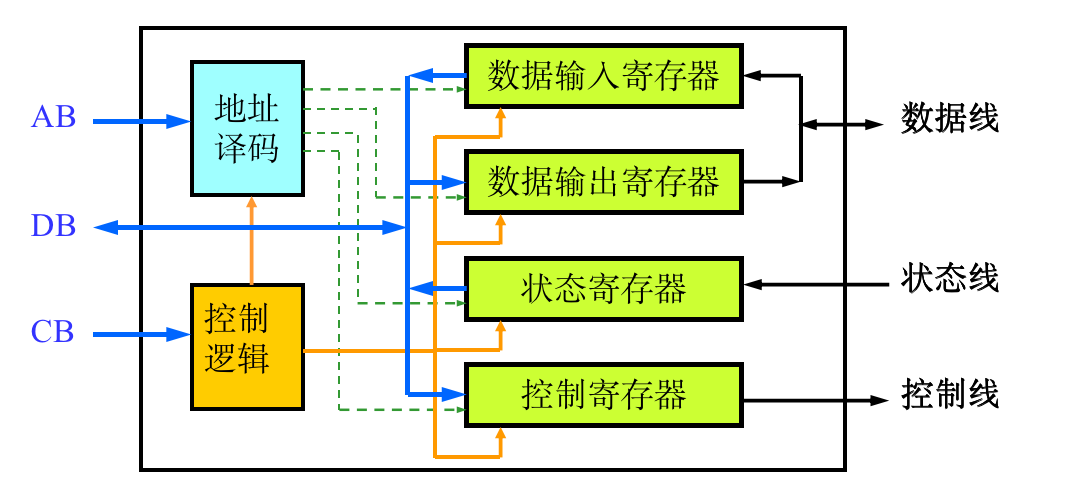 AB
DB
CB
地址
译码
控制
逻辑
数据输入寄存器
数据输出寄存器
状态寄存器
控制寄存器
数据线
状态线
控制线